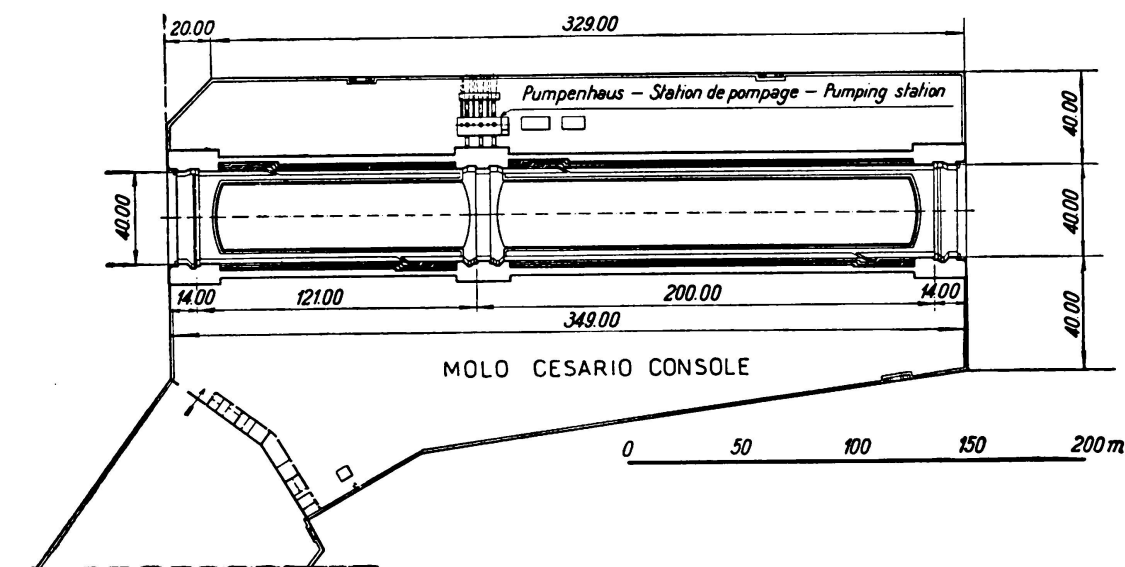 20.00 329.00
Pumpenhaus – Station de pompage – Pumping station
40.00
40.00
40.00
14.00 121.00 200.00 14.00
40.00
349.00
MOLO CESARIO CONSOLE
0 50 100 150 200 m